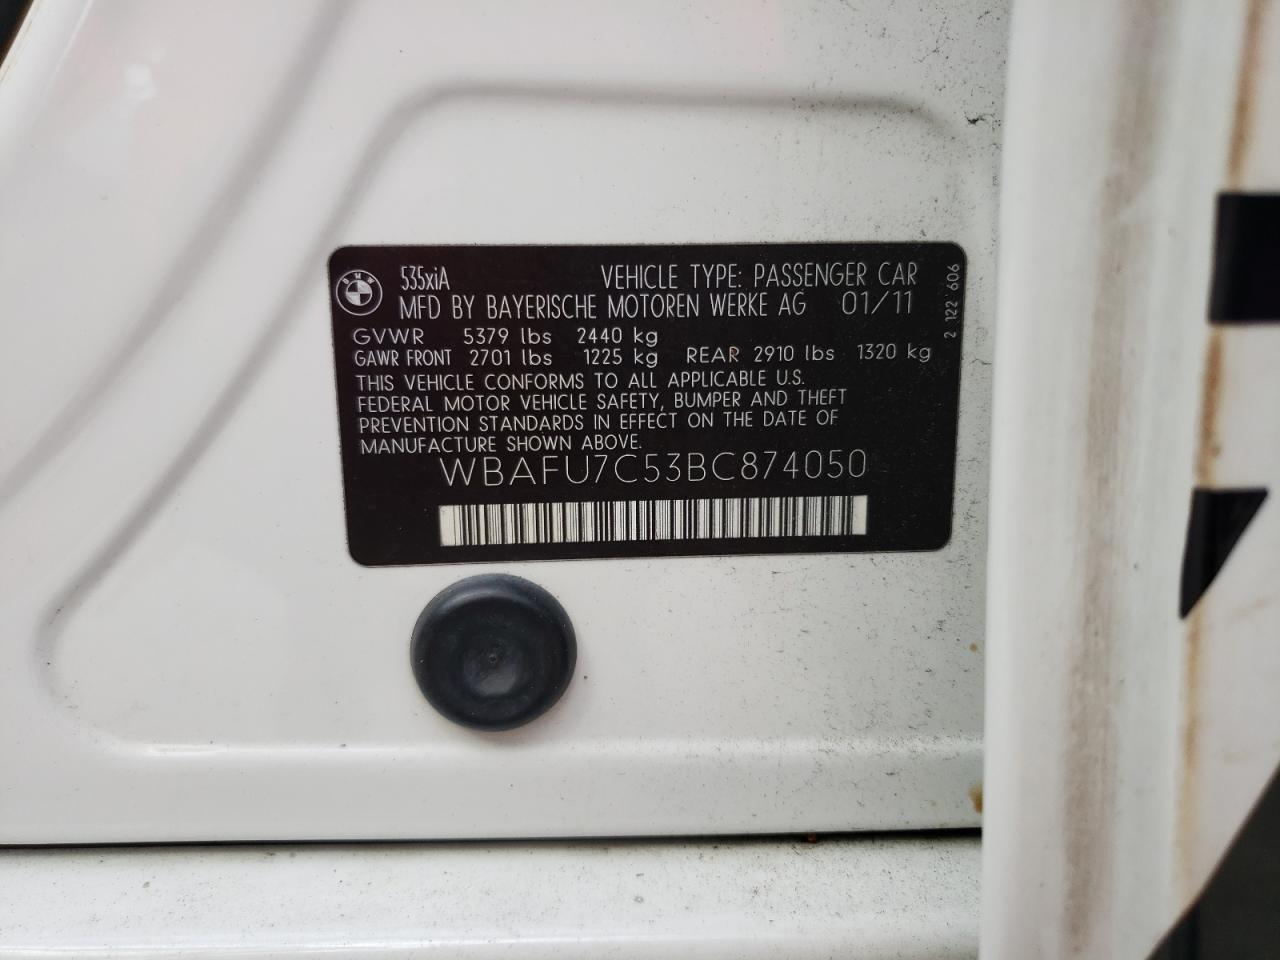 BMW
535xiA VEHICLE TYPE: PASSENGER CAR
MFD BY BAYERISCHE MOTOREN WERKE AG 01/11
GVWR 5379 lbs 2440 kg
GAWR FRONT 2701 lbs 1225 kg REAR 2910 lbs 1320 kg
THIS VEHICLE CONFORMS TO ALL APPLICABLE U.S.
FEDERAL MOTOR VEHICLE SAFETY, BUMPER AND THEFT
PREVENTION STANDARDS IN EFFECT ON THE DATE OF
MANUFACTURE SHOWN ABOVE.
WBAFU7C53BC874050
2 122 606